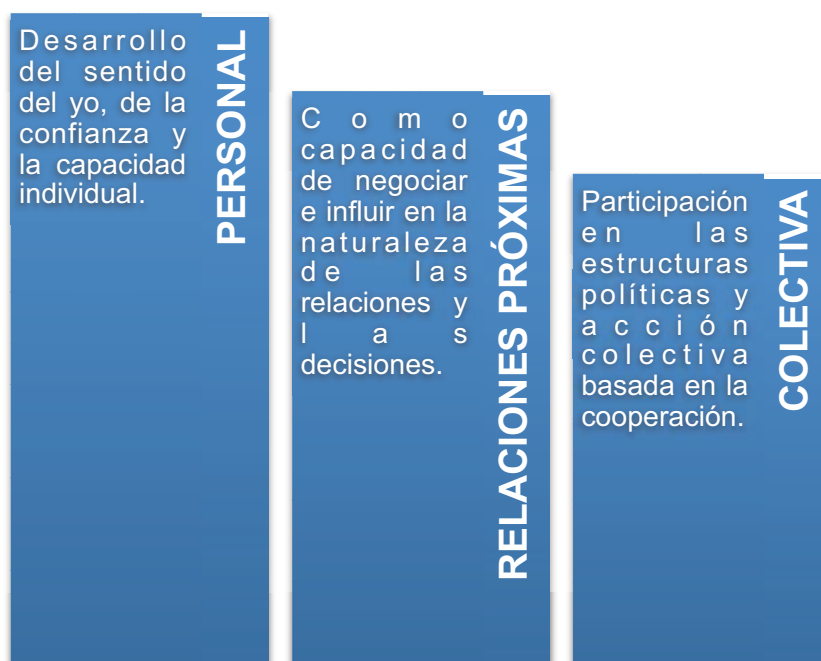 Desarrollo
del sentido
del yo, de la
confianza y
la capacidad
individual.
PERSONAL
Como
capacidad
de negociar
e influir en la
naturaleza
de las
relaciones y
las
decisiones.
RELACIONES PRÓXIMAS
Participación
en las
estructuras
políticas y
acción
colectiva
basada en la
cooperación.
COLECTIVA